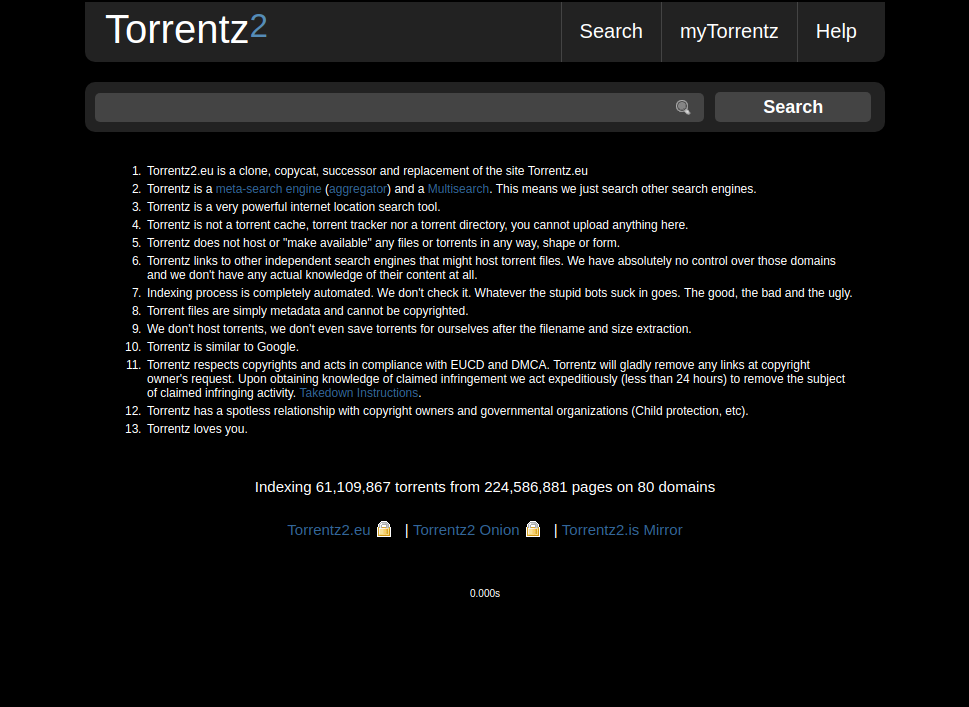 Torrentz2 Search myTorrentz Help
Search
1. Torrentz2.eu is a clone, copycat, successor and replacement of the site Torrentz.eu
2. Torrentz is a meta-search engine (aggregator) and a Multisearch. This means we just search other search engines.
3. Torrentz is a very powerful internet location search tool.
4. Torrentz is not a torrent cache, torrent tracker nor a torrent directory, you cannot upload anything here.
5. Torrentz does not host or "make available" any files or torrents in any way, shape or form.
6. Torrentz links to other independent search engines that might host torrent files. We have absolutely no control over those domains
and we don't have any actual knowledge of their content at all.
7. Indexing process is completely automated. We don't check it. Whatever the stupid bots suck in goes. The good, the bad and the ugly.
8. Torrent files are simply metadata and cannot be copyrighted.
9. We don't host torrents, we don't even save torrents for ourselves after the filename and size extraction.
10. Torrentz is similar to Google.
11. Torrentz respects copyrights and acts in compliance with EUCD and DMCA. Torrentz will gladly remove any links at copyright
owner's request. Upon obtaining knowledge of claimed infringement we act expeditiously (less than 24 hours) to remove the subject
of claimed infringing activity. Takedown Instructions.
12. Torrentz has a spotless relationship with copyright owners and governmental organizations (Child protection, etc).
13. Torrentz loves you.
Indexing 61,109,867 torrents from 224,586,881 pages on 80 domains
Torrentz2.eu | Torrentz2 Onion | Torrentz2.is Mirror
0.000s